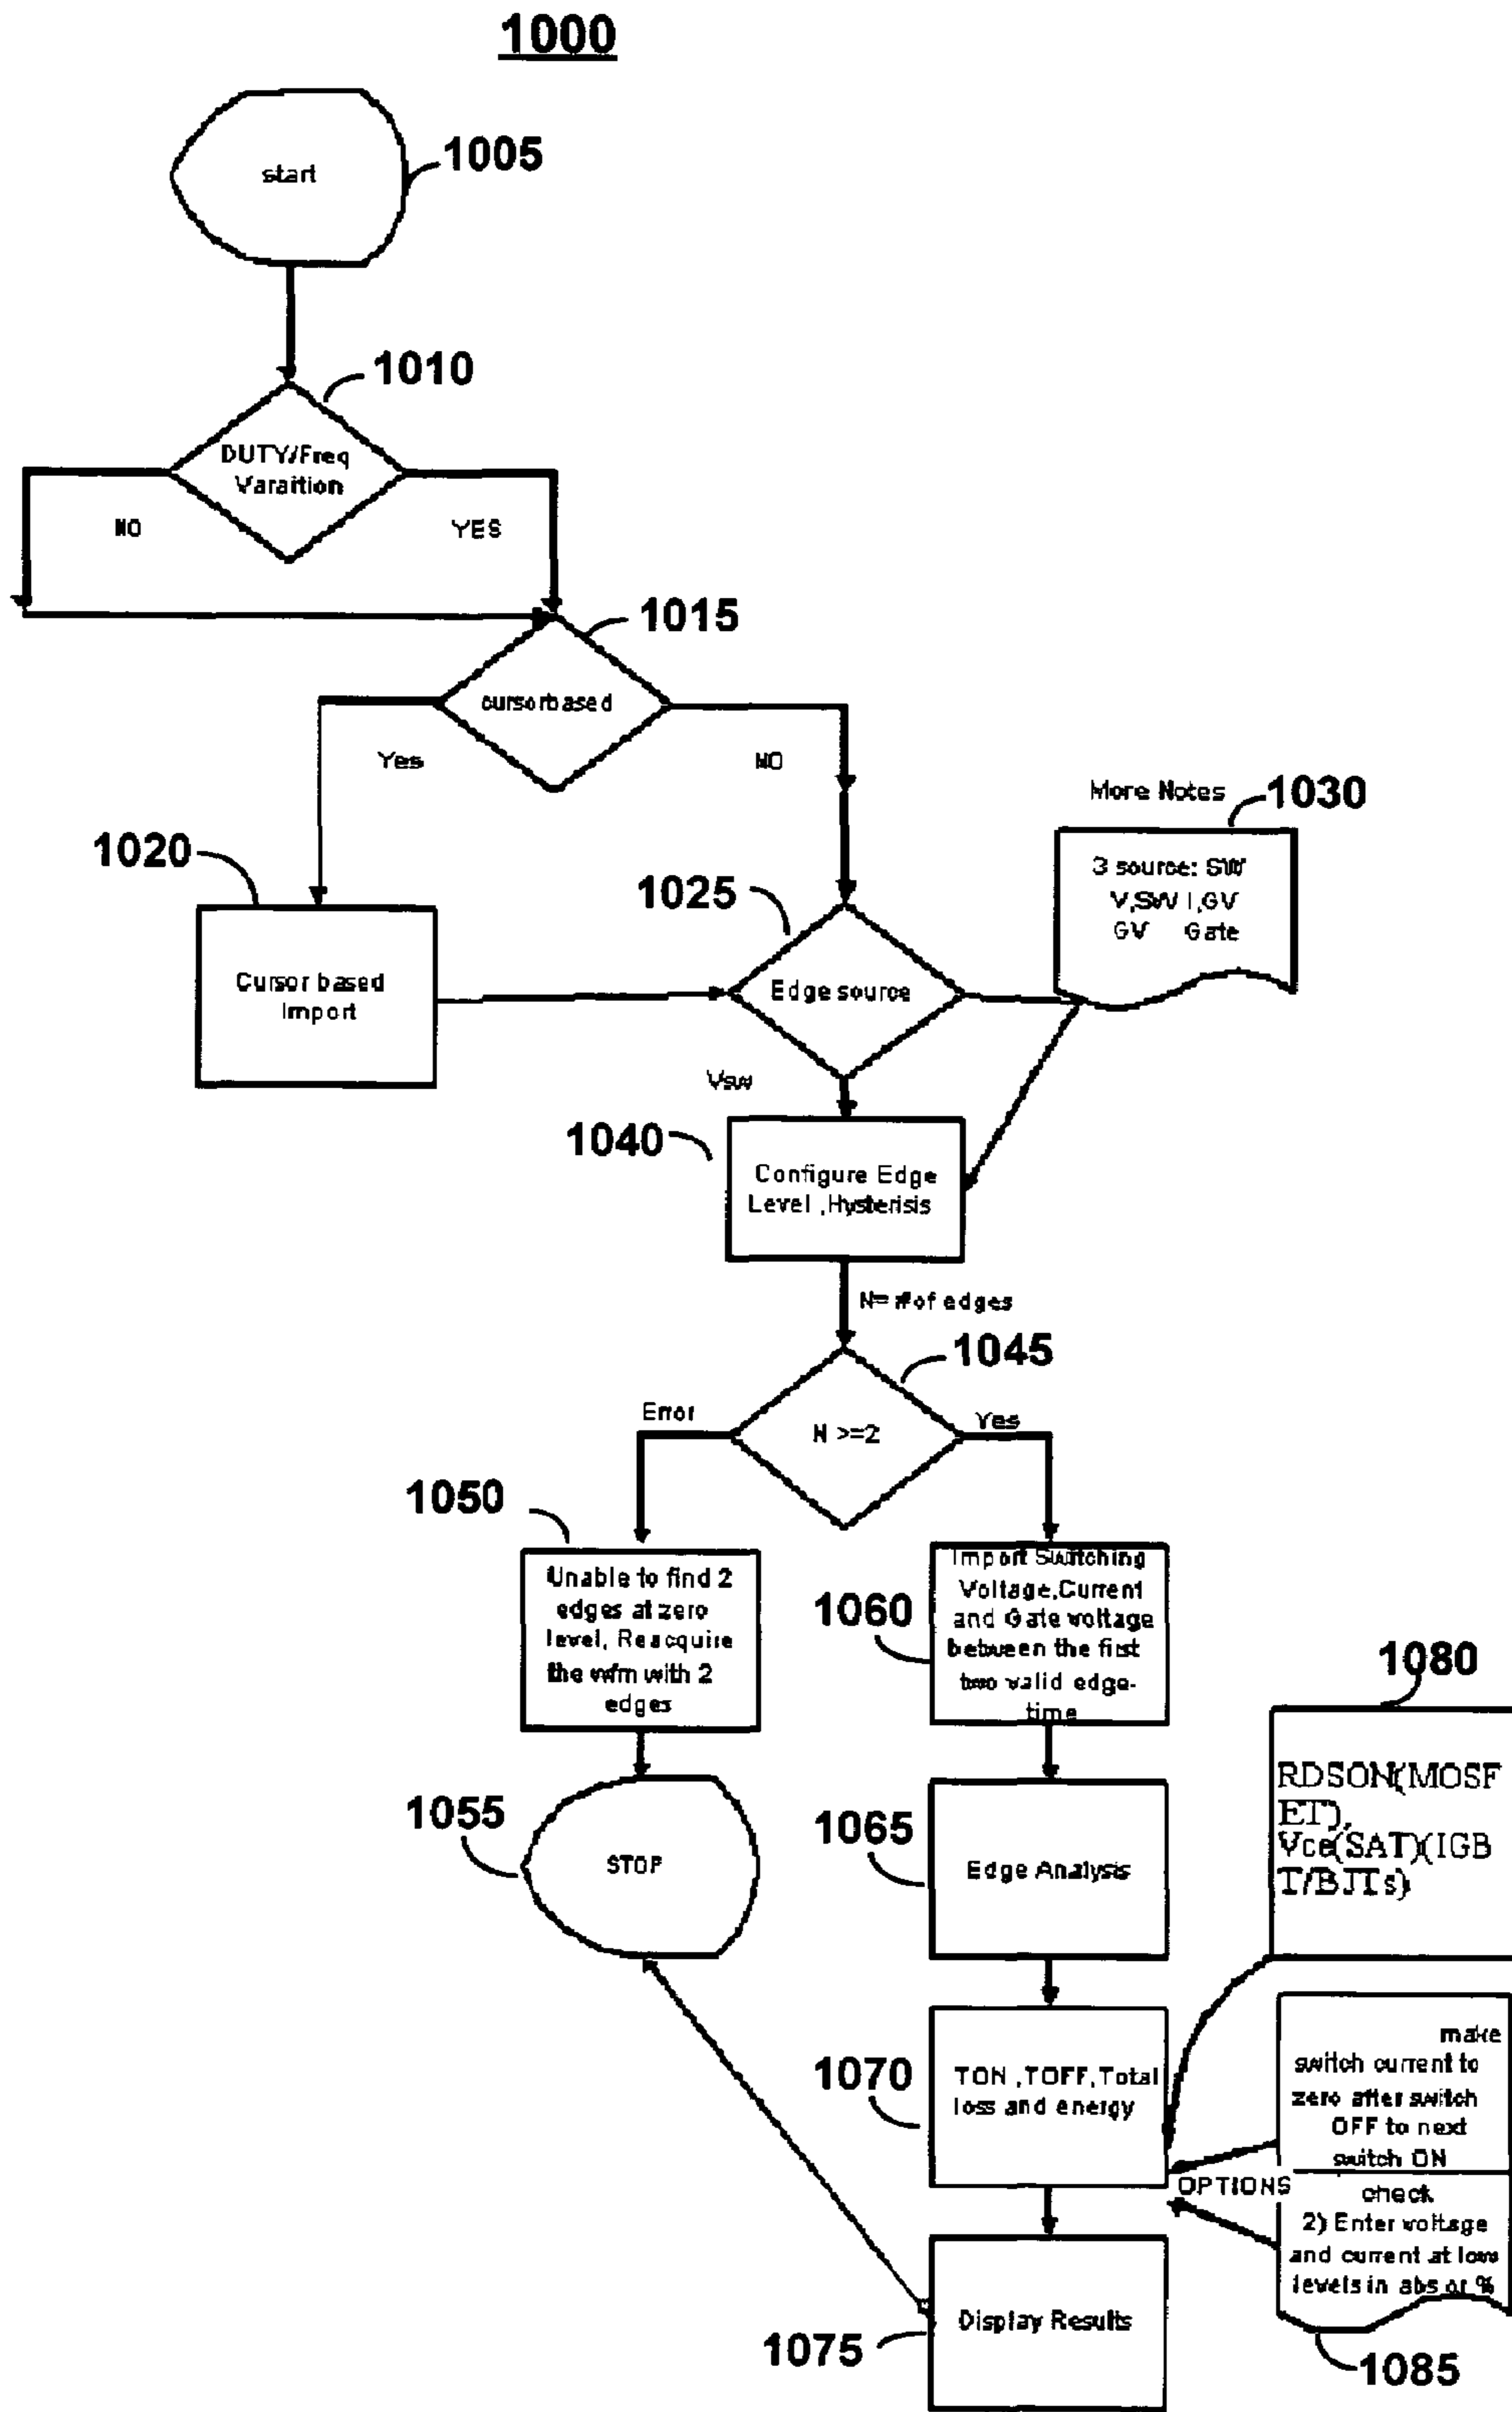 1000
start
1005
1010
DUTY/Freq
Varaition
NO
YES
1015
cursorbased
Yes
NO
More Notes
1030
3 source: SW
V,SW I,GV
GV Gate
1020
Cursor based
Import
1025
Edge source
Vsw
1040
Configure Edge
Level ,Hysterisis
N= #of edges
1045
N >=2
Error
Yes
1050
Unable to find 2
edges at zero
level, Reacquire
the wfm with 2
edges
1060
Import Switching
Voltage,Current
and Gate voltage
between the first
two valid edge-
time
1080
RDSON(MOSF
ET),
Vce(SAT)(IGB
T/BJTs)
1055
STOP
1065
Edge Analysis
1070
TON ,TOFF,Total
loss and energy
make
switch current to
zero after switch
OFF to next
switch ON
OPTIONS
check
2) Enter voltage
and current at low
levels in abs or %
1075
Display Results
1085